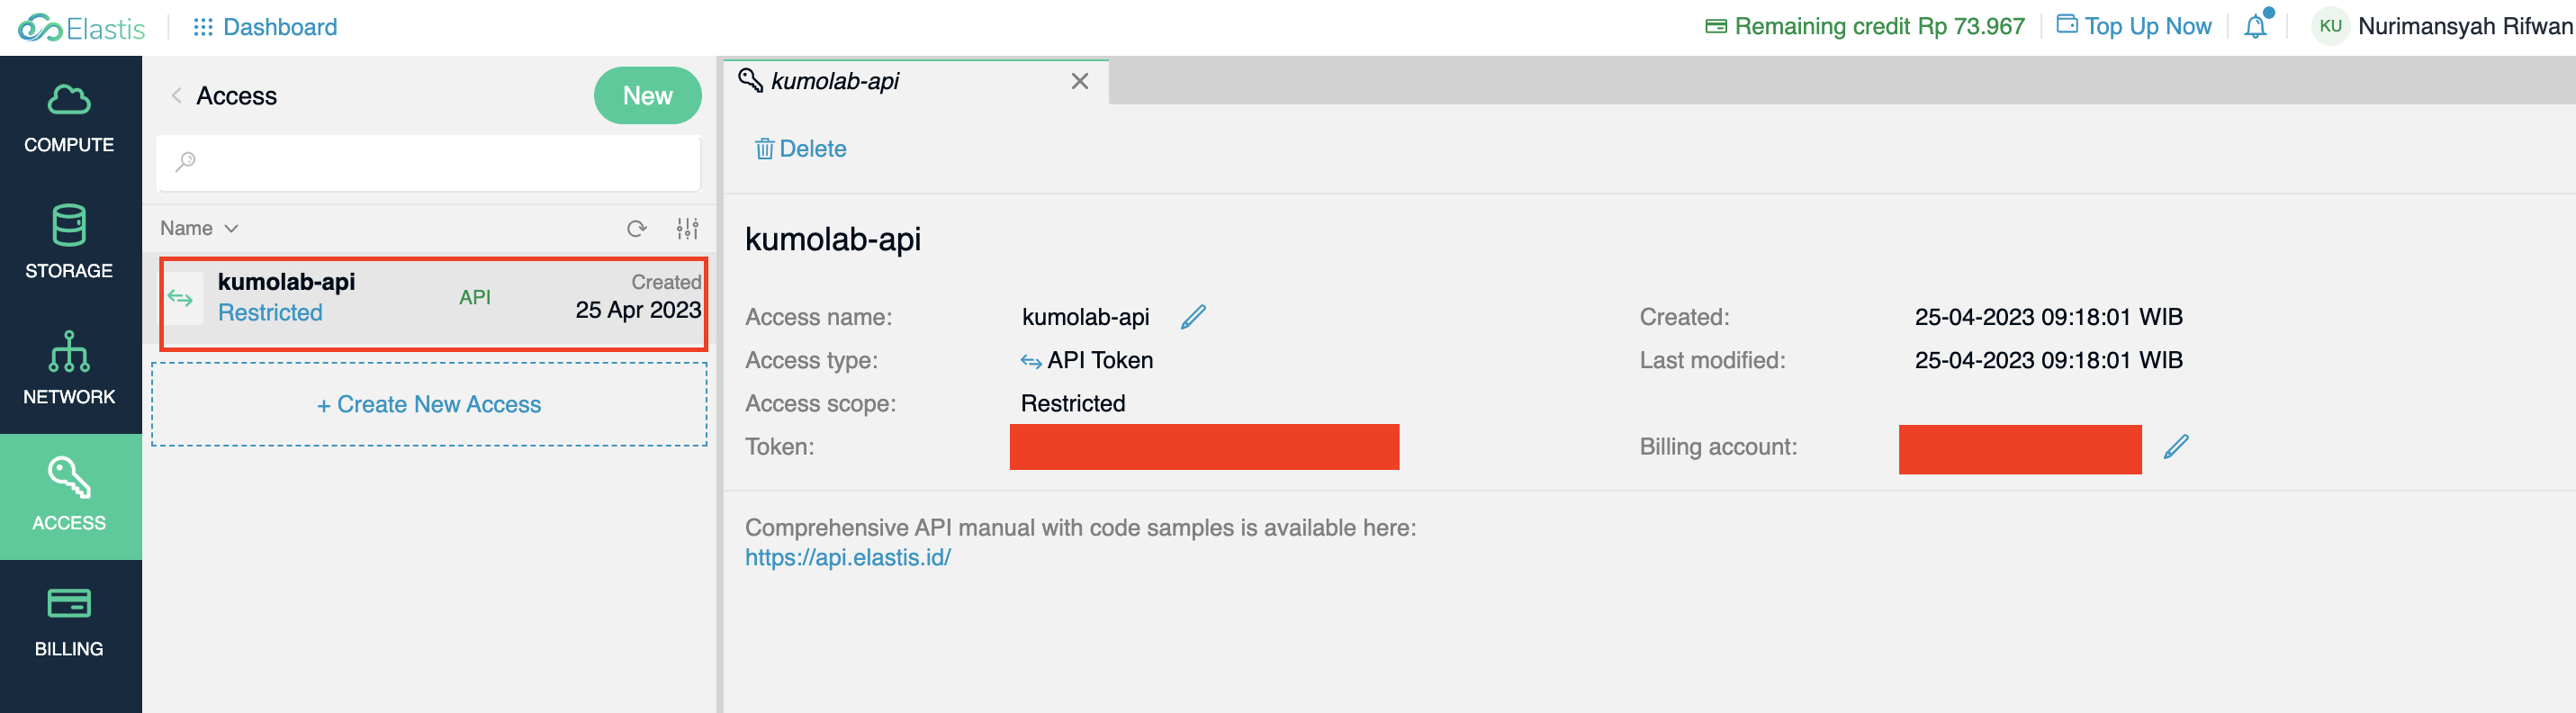 Elastis
Dashboard
Remaining credit Rp 73.967
Top Up Now
KU
Nurimansyah Rifwan
COMPUTE
STORAGE
NETWORK
ACCESS
BILLING
Access
New
Name
kumolab-api
Restricted
API
Created
25 Apr 2023
+ Create New Access
kumolab-api
Delete
kumolab-api
Access name: kumolab-api
Created: 25-04-2023 09:18:01 WIB
Access type: API Token
Last modified: 25-04-2023 09:18:01 WIB
Access scope: Restricted
Token:
Billing account:
Comprehensive API manual with code samples is available here:
https://api.elastis.id/